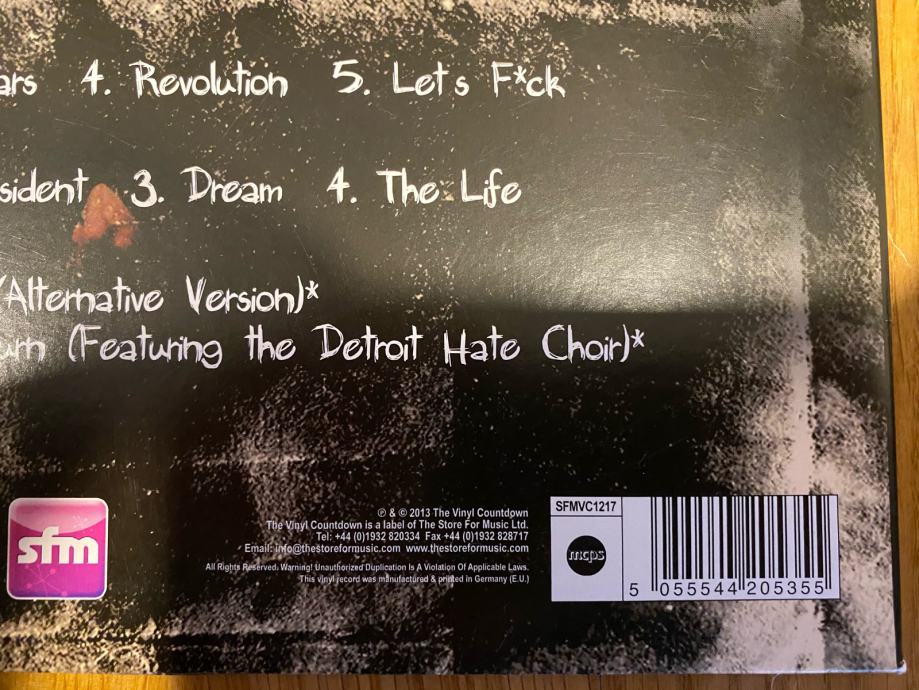 ars 4. Revolution 5. Let's F*ck
sident 3. Dream 4. The Life
(Alternative Version)*
urn (Featuring the Detroit Hate Choir)*
sfm
℗ & © 2013 The Vinyl Countdown
The Vinyl Countdown is a label of The Store For Music Ltd.
Tel: +44 (0)1932 820334 Fax +44 (0)1932 828717
Email: info@thestoreformusic.com www.thestoreformusic.com
All Rights Reserved. Warning! Unauthorized Duplication Is A Violation Of Applicable Laws.
This vinyl record was manufactured & printed in Germany (E.U.)
SFMVC1217
mcps
5 055544 205355